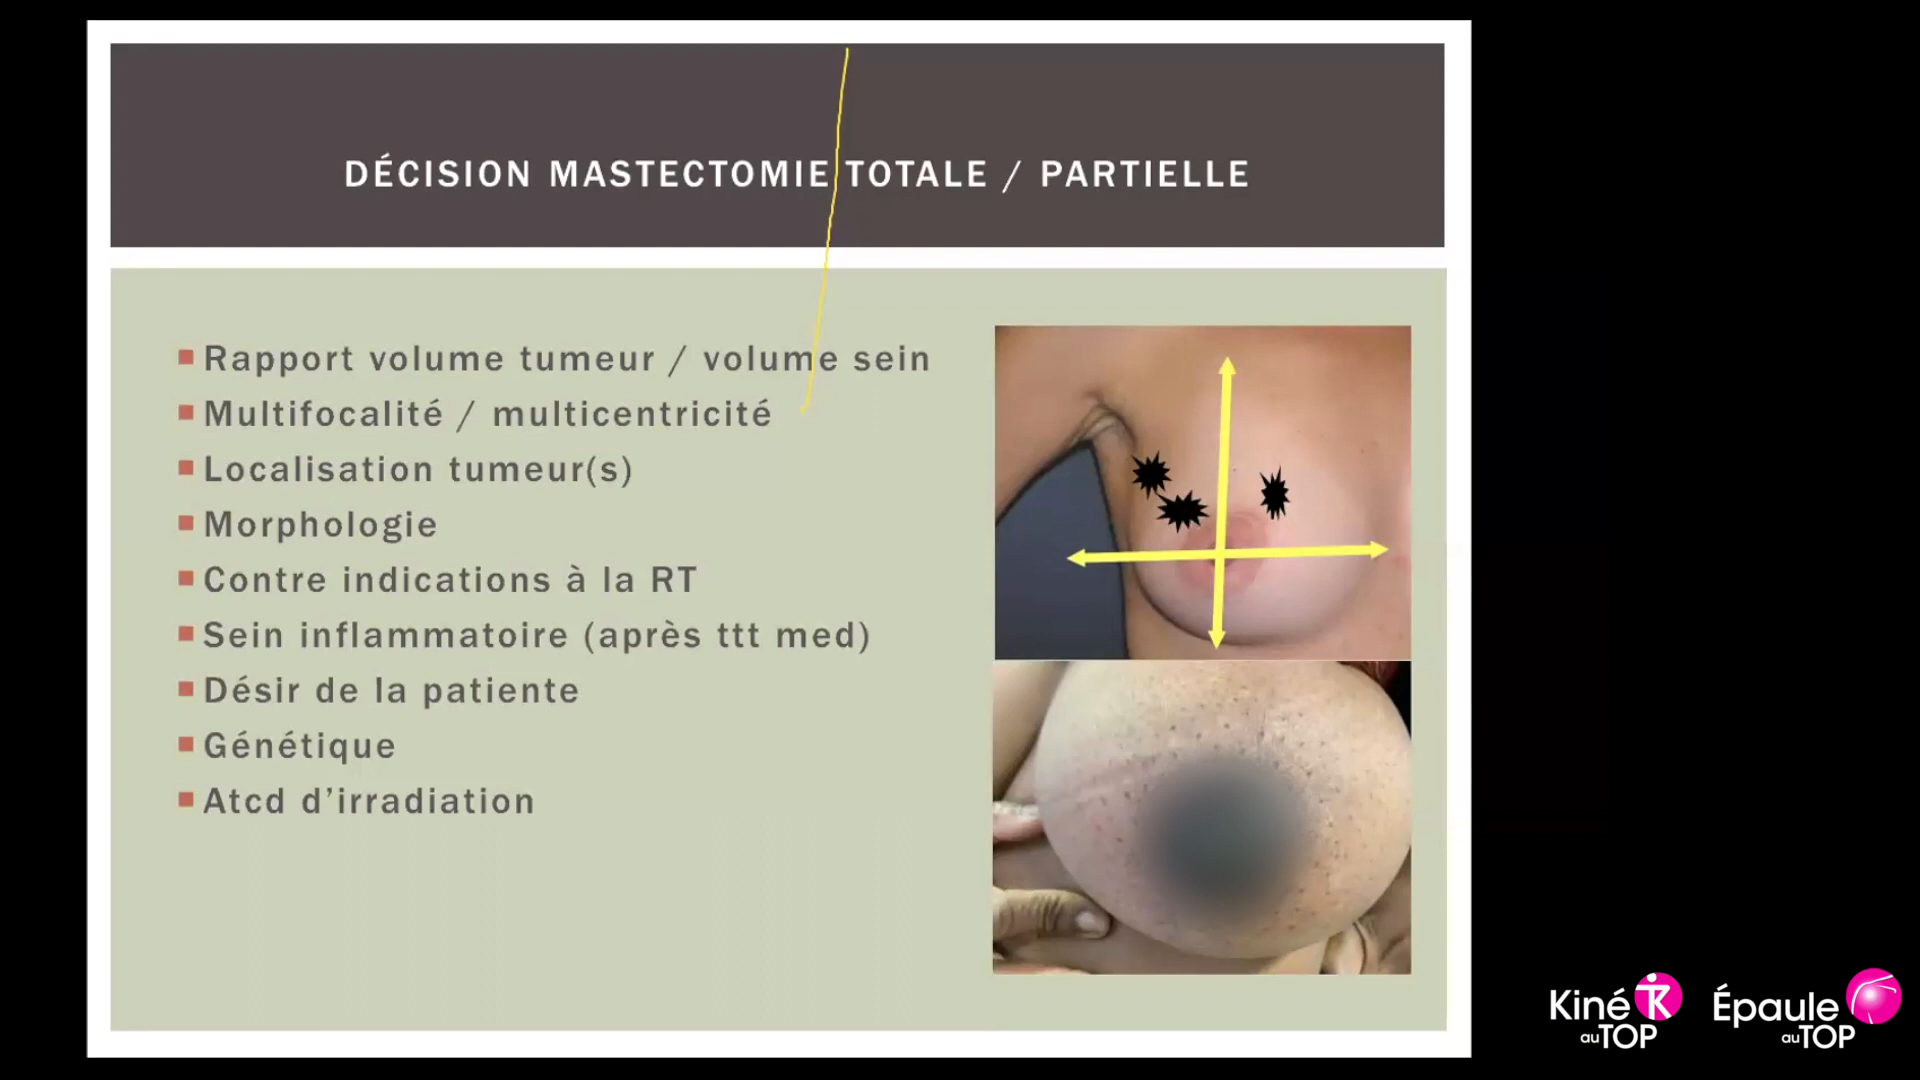 DÉCISION MASTECTOMIE TOTALE / PARTIELLE
Rapport volume tumeur / volume sein
Multifocalité / multicentricité
Localisation tumeur(s)
Morphologie
Contre indications à la RT
Sein inflammatoire (après ttt med)
Désir de la patiente
Génétique
Atcd d’irradiation
Kiné
au TOP
Épaule
au TOP